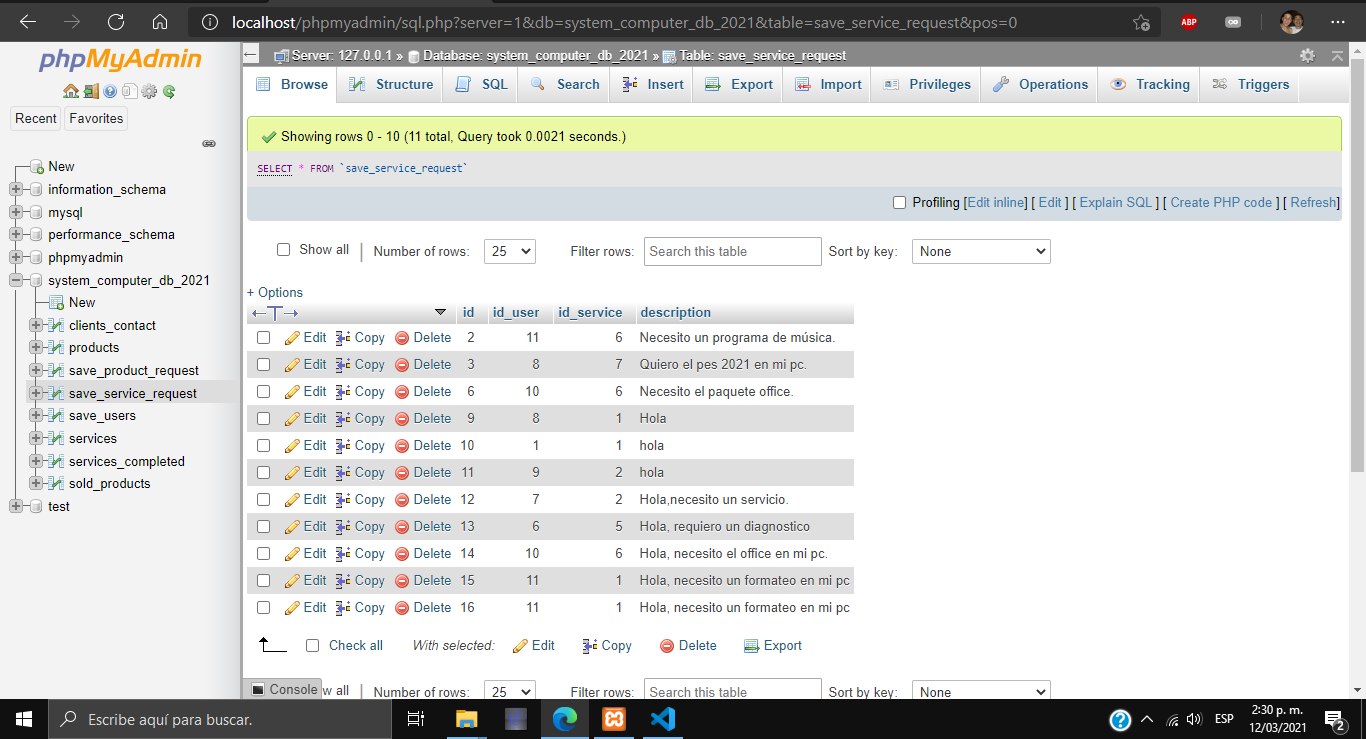 localhost/phpmyadmin/sql.php?server=1&db=system_computer_db_2021&table=save_service_request&pos=0
ABP
phpMyAdmin
Recent Favorites
New
information_schema
mysql
performance_schema
phpmyadmin
system_computer_db_2021
New
clients_contact
products
save_product_request
save_service_request
save_users
services
services_completed
sold_products
test
Server: 127.0.0.1 » Database: system_computer_db_2021 » Table: save_service_request
Browse Structure SQL Search Insert Export Import Privileges Operations Tracking Triggers
Showing rows 0 - 10 (11 total, Query took 0.0021 seconds.)
SELECT * FROM `save_service_request`
Profiling [Edit inline] [ Edit ] [ Explain SQL ] [ Create PHP code ] [ Refresh]
Show all | Number of rows: 25 Filter rows: Search this table Sort by key: None
+ Options
←T→ id id_user id_service description
Edit Copy Delete 2 11 6 Necesito un programa de música.
Edit Copy Delete 3 8 7 Quiero el pes 2021 en mi pc.
Edit Copy Delete 6 10 6 Necesito el paquete office.
Edit Copy Delete 9 8 1 Hola
Edit Copy Delete 10 1 1 hola
Edit Copy Delete 11 9 2 hola
Edit Copy Delete 12 7 2 Hola,necesito un servicio.
Edit Copy Delete 13 6 5 Hola, requiero un diagnostico
Edit Copy Delete 14 10 6 Hola, necesito el office en mi pc.
Edit Copy Delete 15 11 1 Hola, necesito un formateo en mi pc
Edit Copy Delete 16 11 1 Hola, necesito un formateo en mi pc
Check all With selected: Edit Copy Delete Export
Console w all | Number of rows: 25 Filter rows: Search this table Sort by key: None
Escribe aquí para buscar.
ESP
2:30 p. m.
12/03/2021
2